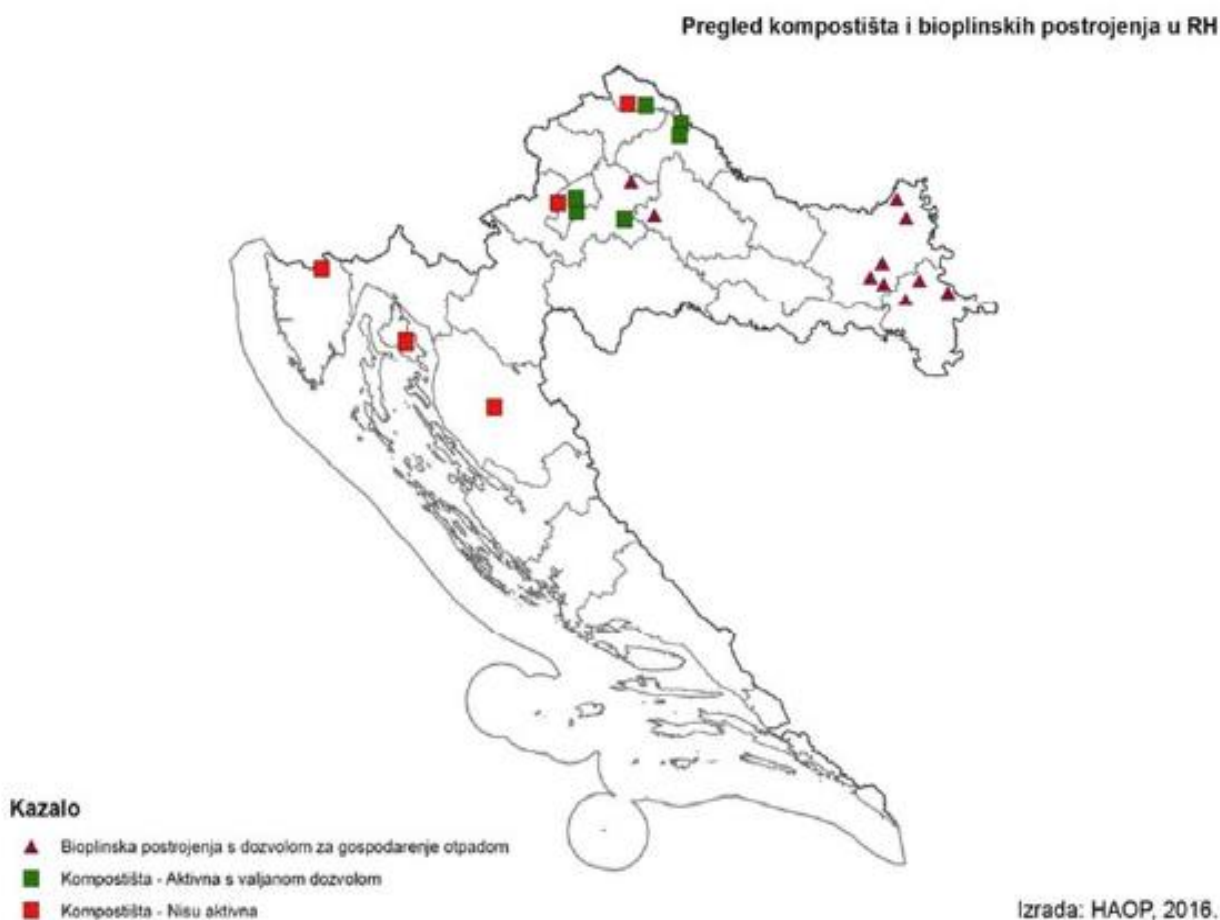 Pregled kompostišta i bioplinskih postrojenja u RH
Kazalo
Bioplinska postrojenja s dozvolom za gospodarenje otpadom
Kompostišta - Aktivna s valjanom dozvolom
Kompostišta - Nisu aktivna
Izrada: HAOP, 2016.